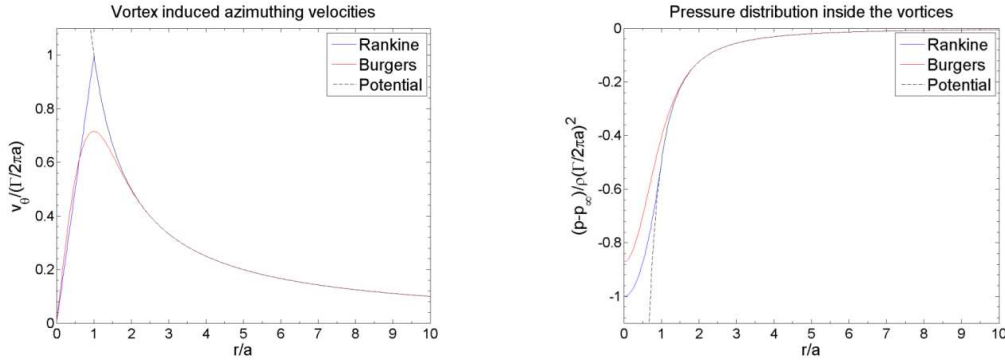 Vortex induced azimuthing velocities
Rankine
Burgers
Potential
1
0.8
0.6
0.4
0.2
0
v_θ/(Γ/2πa)
0 1 2 3 4 5 6 7 8 9 10
r/a
Pressure distribution inside the vortices
Rankine
Burgers
Potential
0
-0.2
-0.4
-0.6
-0.8
-1
(p-p_∞)/ρ(Γ/2πa)²
0 1 2 3 4 5 6 7 8 9 10
r/a